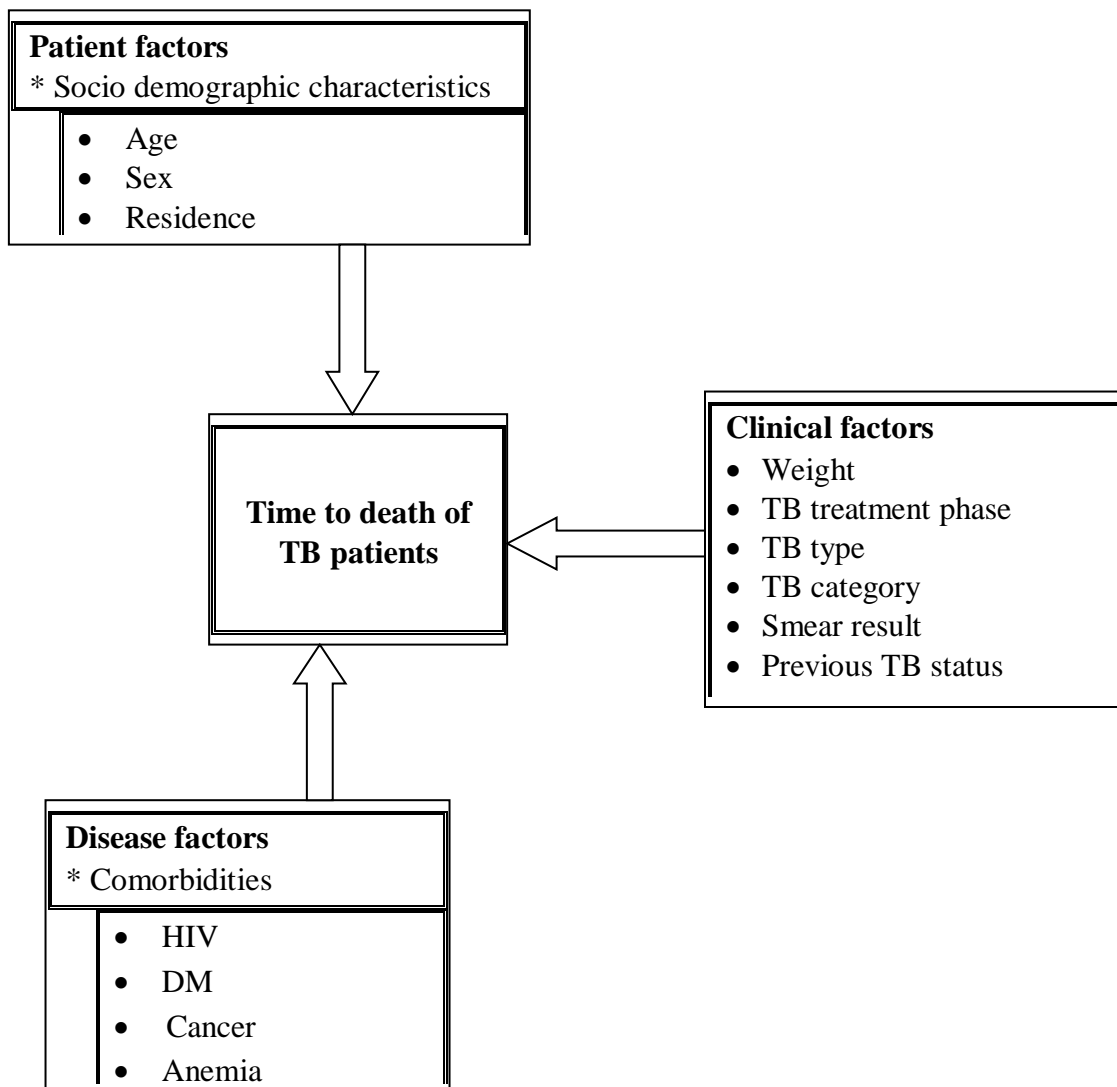 Patient factors
* Socio demographic characteristics
• Age
• Sex
• Residence
Time to death of
TB patients
Clinical factors
• Weight
• TB treatment phase
• TB type
• TB category
• Smear result
• Previous TB status
Disease factors
* Comorbidities
• HIV
• DM
• Cancer
• Anemia